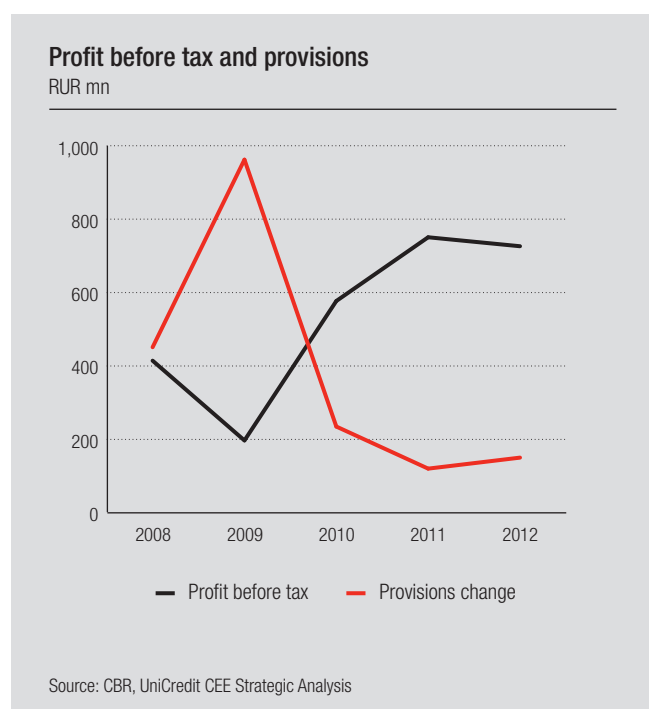 Profit before tax and provisions
RUR mn
1,000
800
600
400
200
0
2008 2009 2010 2011 2012
Profit before tax Provisions change
Source: CBR, UniCredit CEE Strategic Analysis